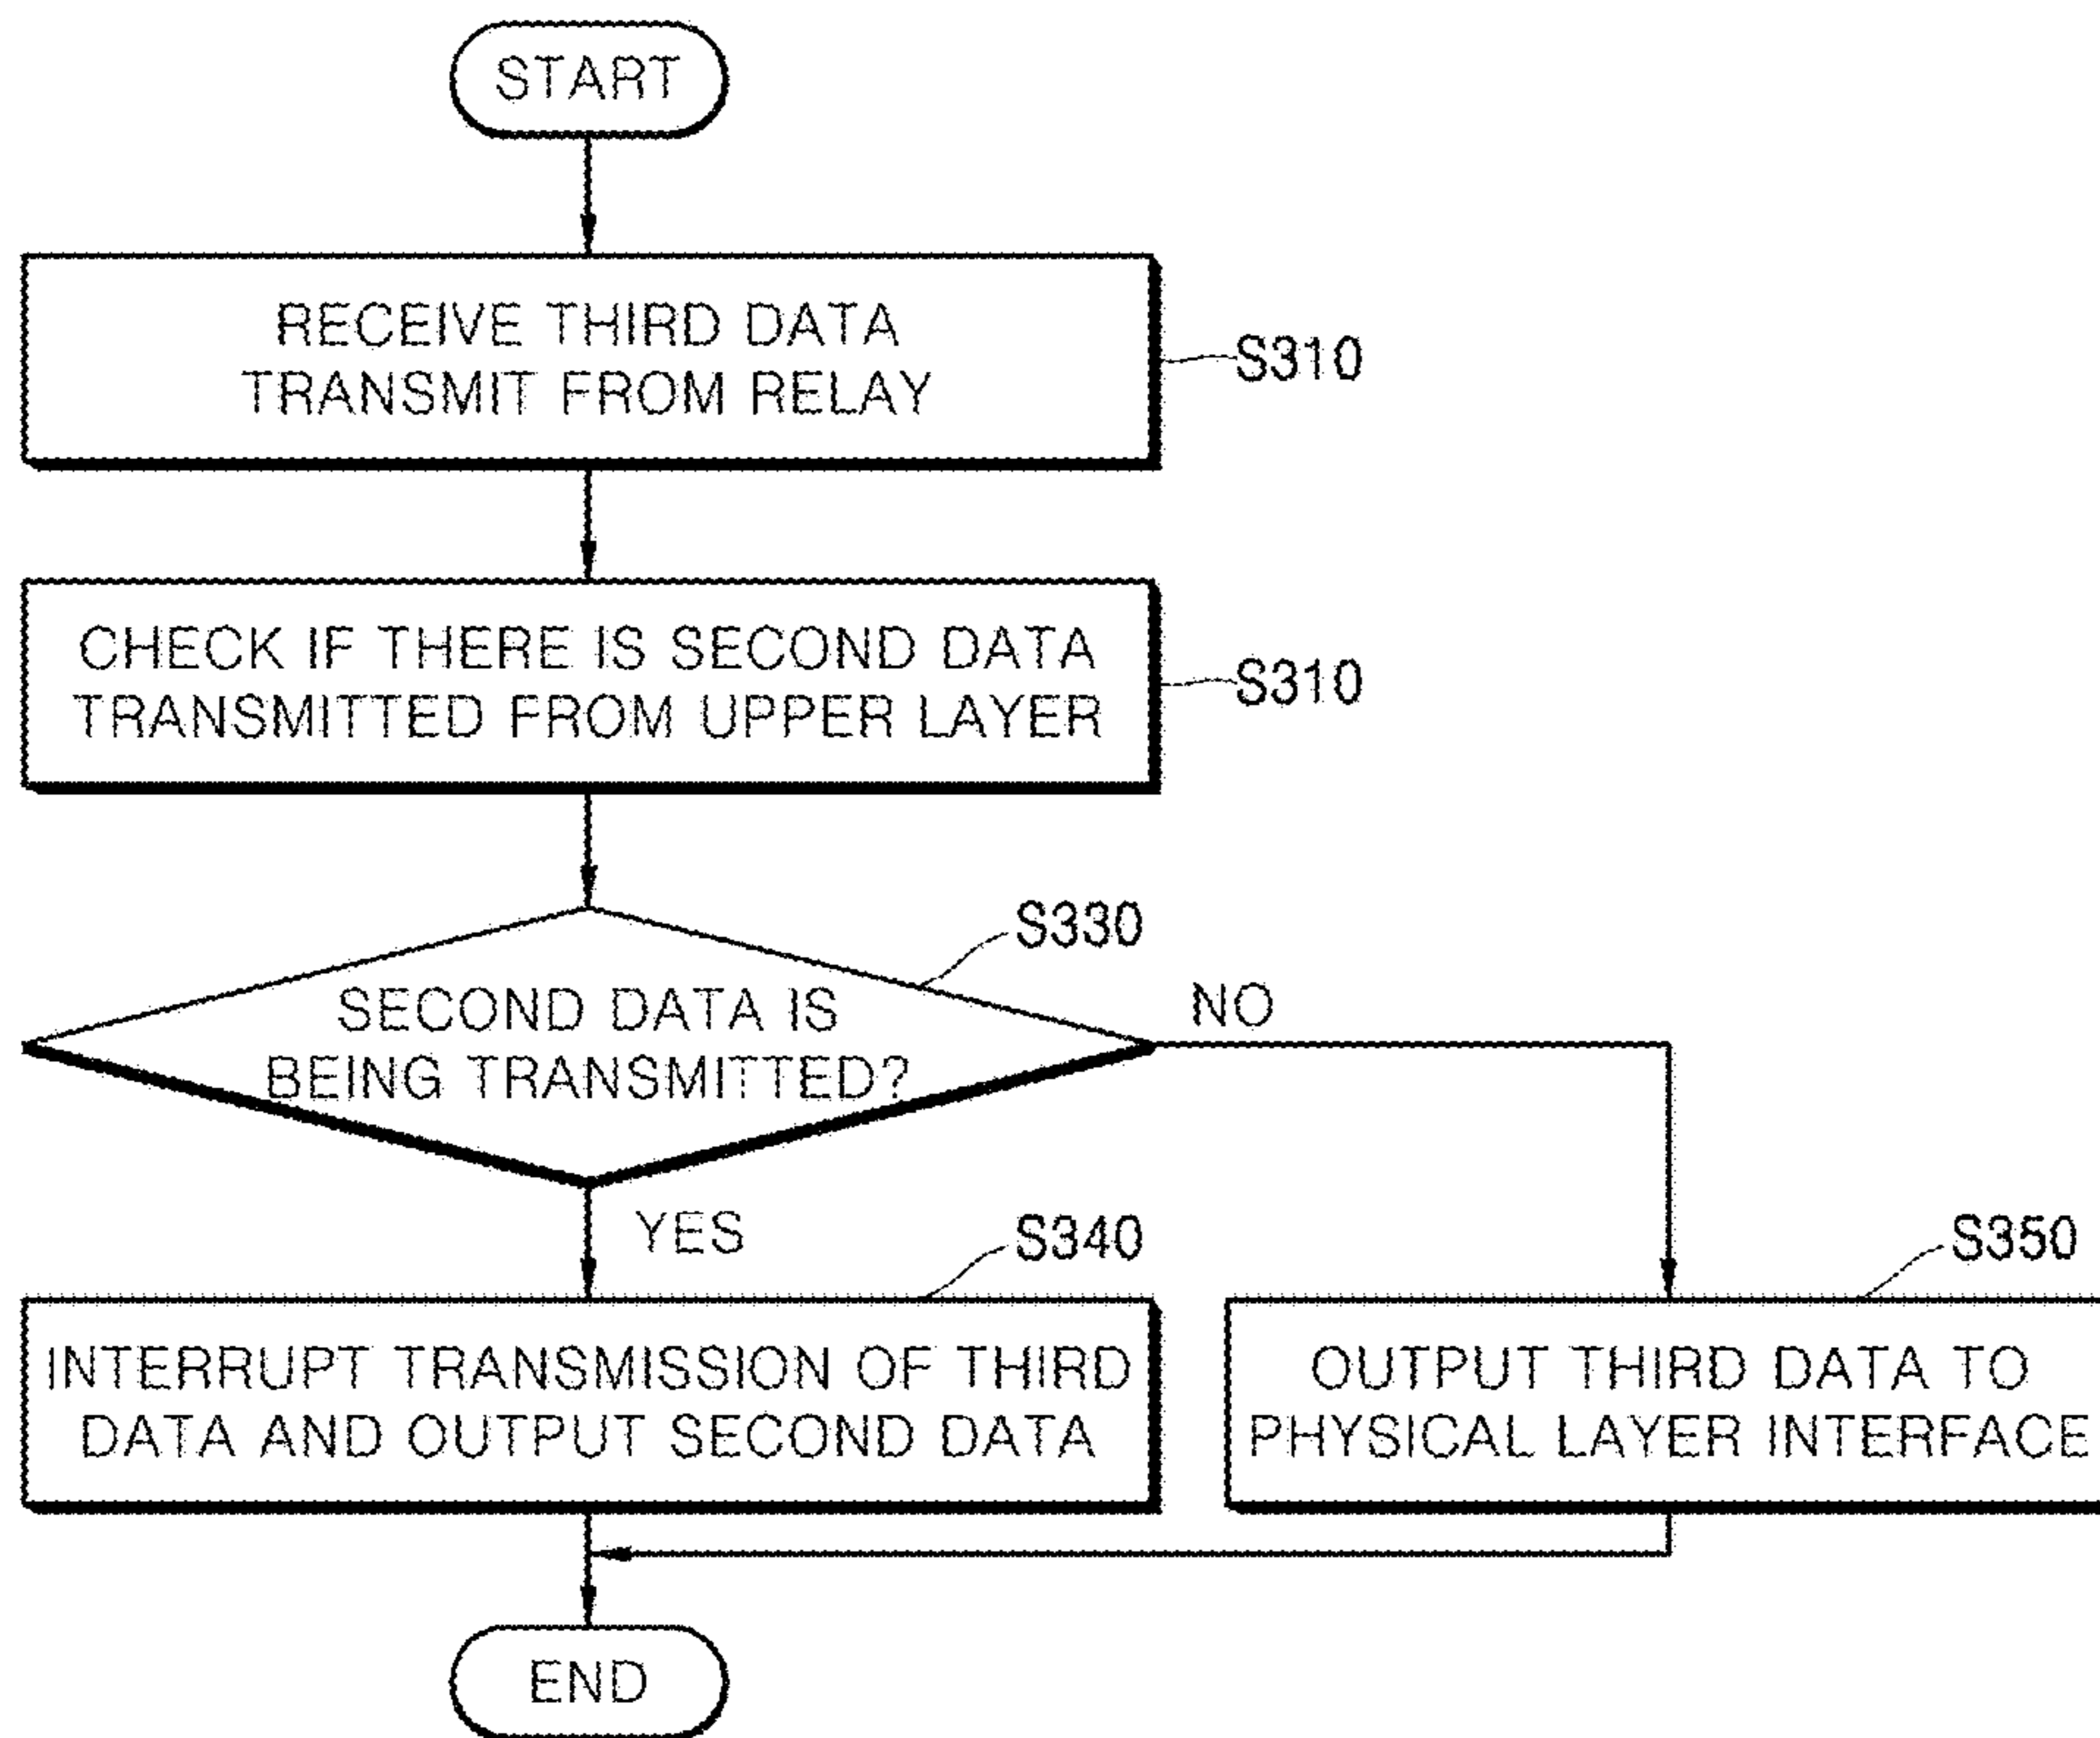 START
RECEIVE THIRD DATA
TRANSMIT FROM RELAY
S310
CHECK IF THERE IS SECOND DATA
TRANSMITTED FROM UPPER LAYER
S310
S330
SECOND DATA IS
BEING TRANSMITTED?
NO
YES
S340
INTERRUPT TRANSMISSION OF THIRD
DATA AND OUTPUT SECOND DATA
S350
OUTPUT THIRD DATA TO
PHYSICAL LAYER INTERFACE
END